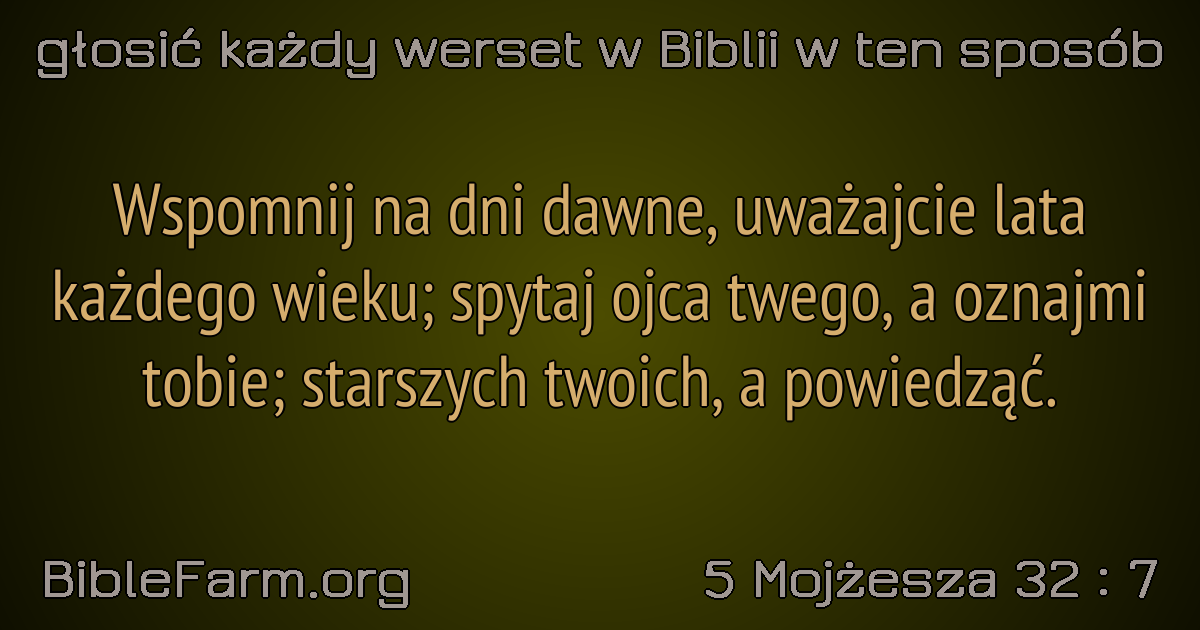 głosić każdy werset w Biblii w ten sposób
Wspomnij na dni dawne, uważajcie lata
każdego wieku; spytaj ojca twego, a oznajmi
tobie; starszych twoich, a powiedząć.
BibleFarm.org
5 Mojżesza 32 : 7